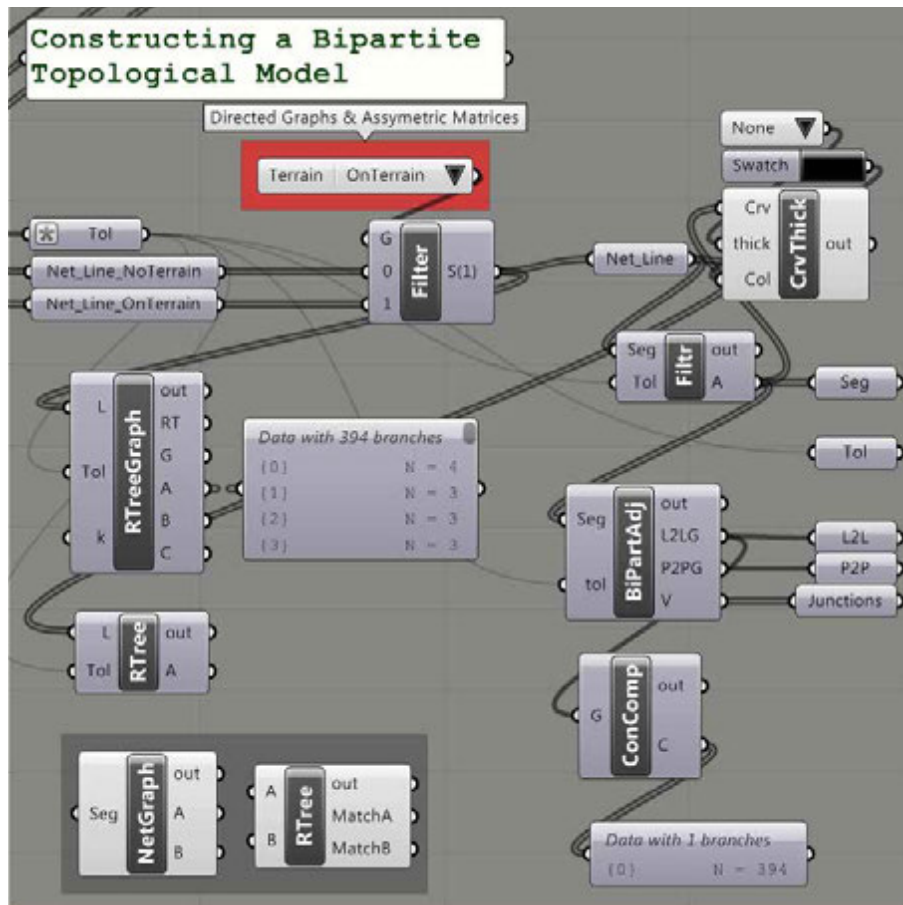 Constructing a Bipartite
Topological Model
Directed Graphs & Assymetric Matrices
Terrain OnTerrain
None
Swatch
Tol
Net_Line_NoTerrain
Net_Line_OnTerrain
G
0
1
Filter
S(1)
Net_Line
Crv
thick
Col
CrvThick
out
Seg
Tol
Filtr
out
A
Seg
Tol
L
Tol
k
RTreeGraph
out
RT
G
A
B
C
Data with 394 branches
{0} N = 4
{1} N = 3
{2} N = 3
{3} N = 3
Seg
tol
BiPartAdj
out
L2LG
P2PG
V
L2L
P2P
Junctions
L
Tol
RTree
out
A
G
ConComp
out
C
Seg
NetGraph
out
A
B
A
B
RTree
out
MatchA
MatchB
Data with 1 branches
{0} N = 394